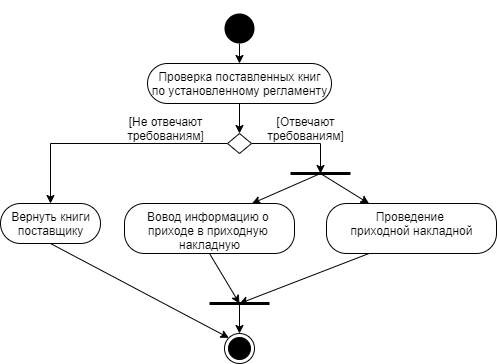 Проверка поставленных книг
по установленному регламенту
[Не отвечают
требованиям]
[Отвечают
требованиям]
Вернуть книги
поставщику
Вовод информацию о
приходе в приходную
накладную
Проведение
приходной накладной